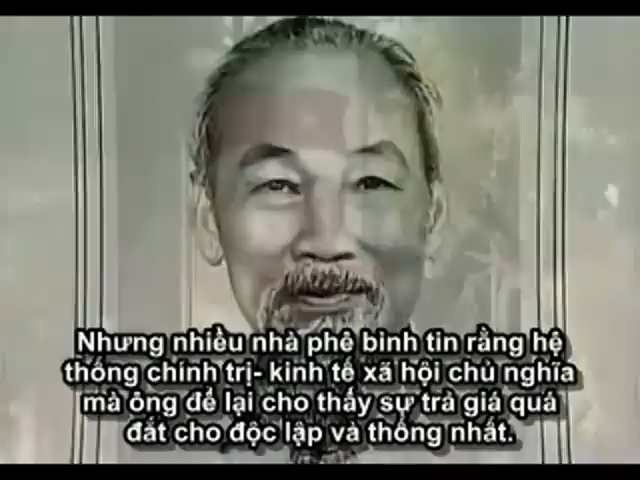 Nhưng nhiều nhà phê bình tin rằng hệ
thống chính trị- kinh tế xã hội chủ nghĩa
mà ông để lại cho thấy sự trả giá quá
đắt cho độc lập và thống nhất.